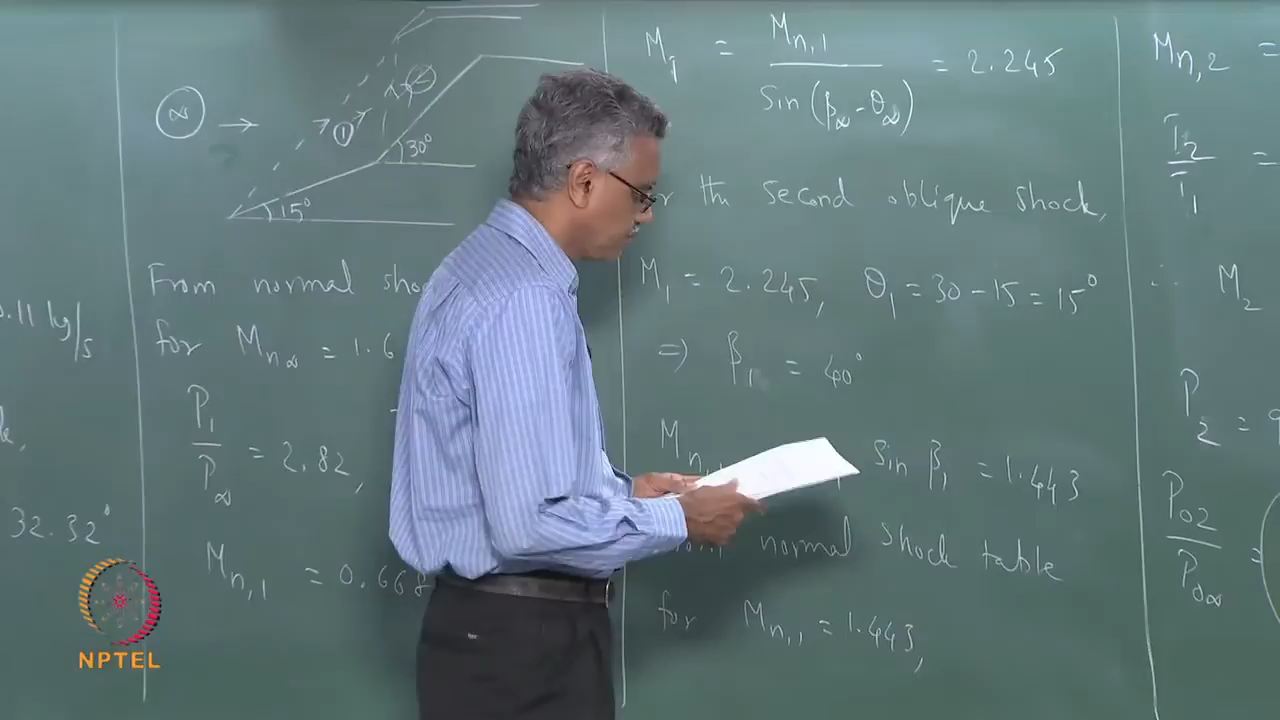 ∞ →
1
15°
30°
0.11 kg/s
32.32°
From normal
for M_n∞ = 1.6
P_1 / P_∞ = 2.82,
M_n,1 = 0.668
M_1 = M_n,1 / Sin (β_∞ - θ_∞) = 2.245
the second oblique shock,
M_1 = 2.245, θ_1 = 30 - 15 = 15°
⇒ β_1 = 40°
M_n,1 Sin β_1 = 1.443
normal shock table
for M_n,1 = 1.443,
M_n,2 =
T_2 / T_1 =
∴ M_2
P_2 =
P_02 / P_0∞ =
NPTEL